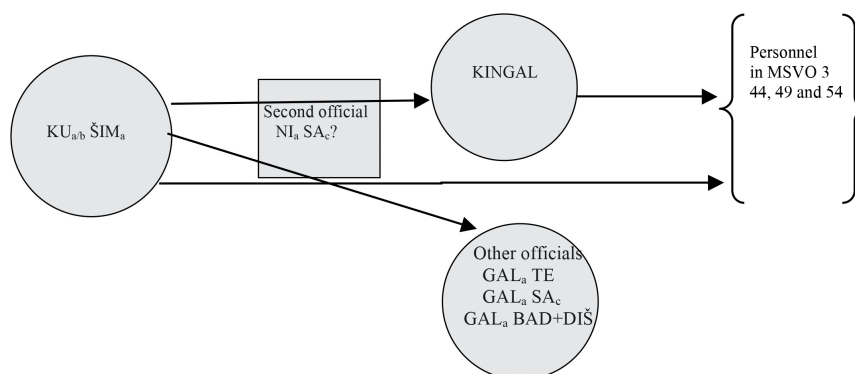 KUa/b ŠIMa
Second official
NIa SAc?
KINGAL
Personnel
in MSVO 3
44, 49 and 54
Other officials
GALa TE
GALa SAc
GALa BAD+DIŠ